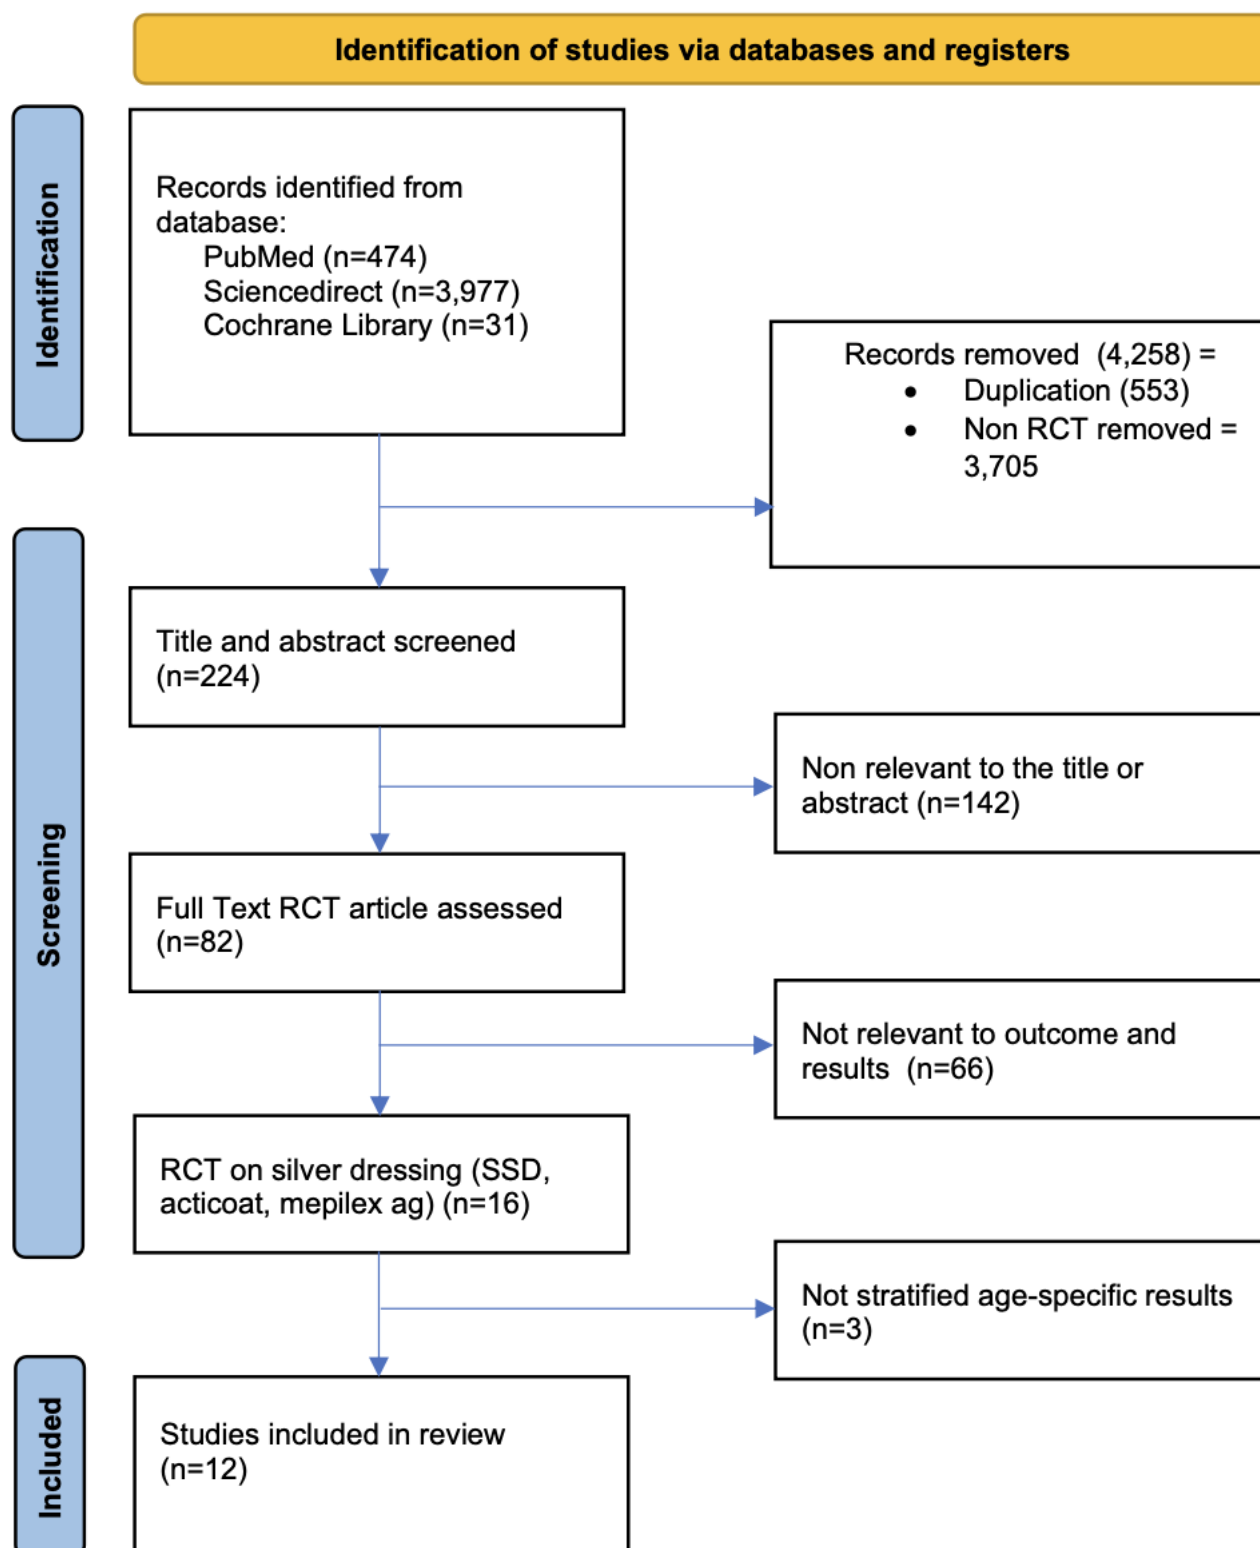 Identification of studies via databases and registers
Identification
Records identified from
database:
PubMed (n=474)
Sciencedirect (n=3,977)
Cochrane Library (n=31)
Records removed (4,258) =
• Duplication (553)
• Non RCT removed =
3,705
Screening
Title and abstract screened
(n=224)
Non relevant to the title or
abstract (n=142)
Full Text RCT article assessed
(n=82)
Not relevant to outcome and
results (n=66)
RCT on silver dressing (SSD,
acticoat, mepilex ag) (n=16)
Not stratified age-specific results
(n=3)
Included
Studies included in review
(n=12)